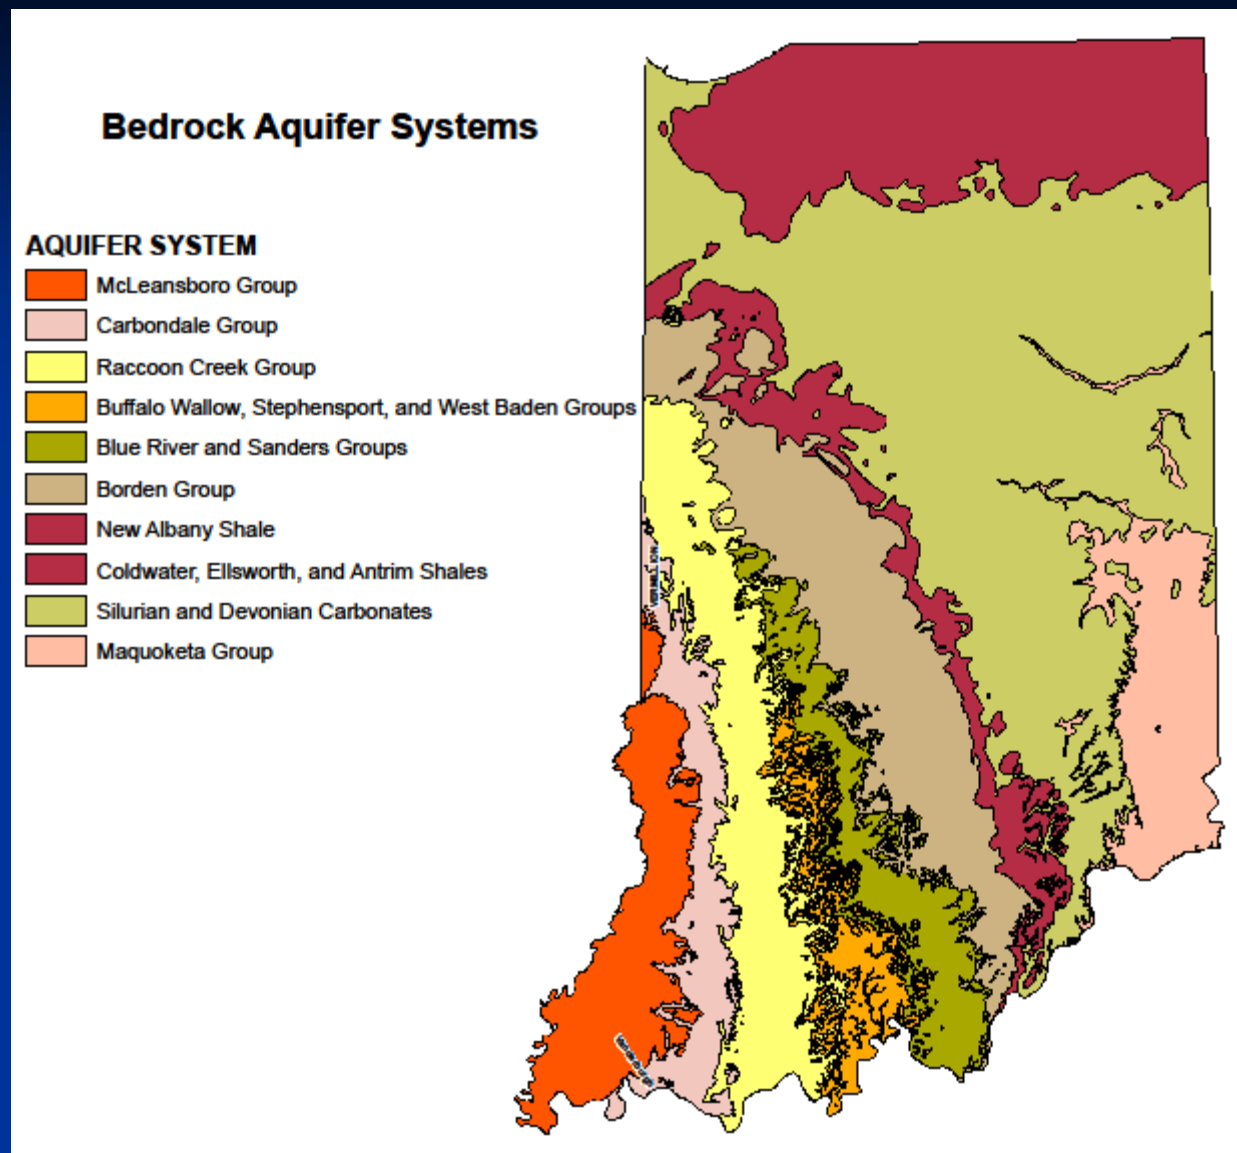 Bedrock Aquifer Systems
AQUIFER SYSTEM
McLeansboro Group
Carbondale Group
Raccoon Creek Group
Buffalo Wallow, Stephensport, and West Baden Groups
Blue River and Sanders Groups
Borden Group
New Albany Shale
Coldwater, Ellsworth, and Antrim Shales
Silurian and Devonian Carbonates
Maquoketa Group